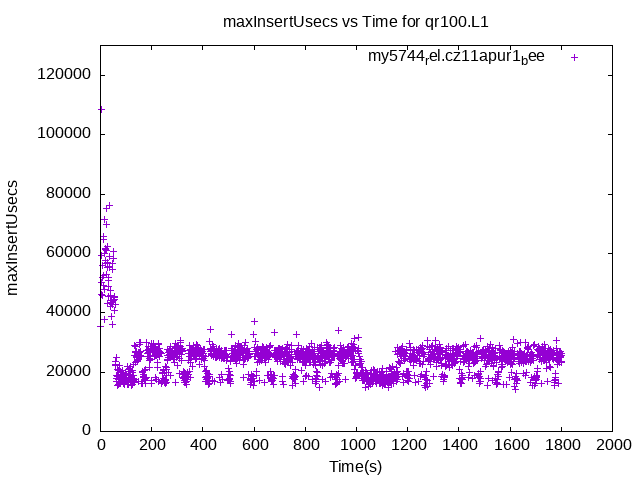 maxInsertUsecs vs Time for qr100.L1
my5744rel.cz11apur1bee
120000
100000
80000
60000
40000
20000
0
maxInsertUsecs
0 200 400 600 800 1000 1200 1400 1600 1800 2000
Time(s)